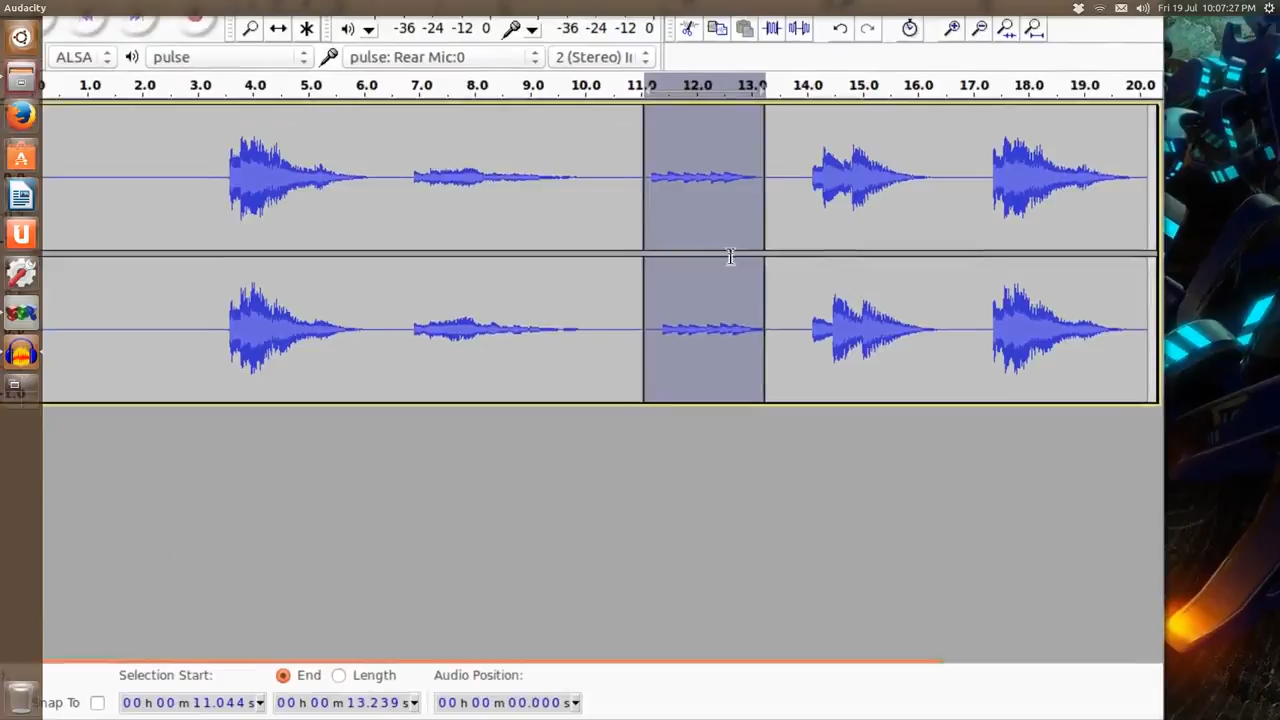 Audacity
Fri 19 Jul 10:07:27
-36 -24 -12 0
-36 -24 -12 0
ALSA
pulse
pulse: Rear Mic:0
2 (Stereo) I
1.0 2.0 3.0 4.0 5.0 6.0 7.0 8.0 9.0 10.0 11.0 12.0 13.0 14.0 15.0 16.0 17.0 18.0 19.0 20.0
Selection Start:
End
Length
Audio Position:
Snap To
00 h 00 m 11.044 s
00 h 00 m 13.239 s
00 h 00 m 00.000 s